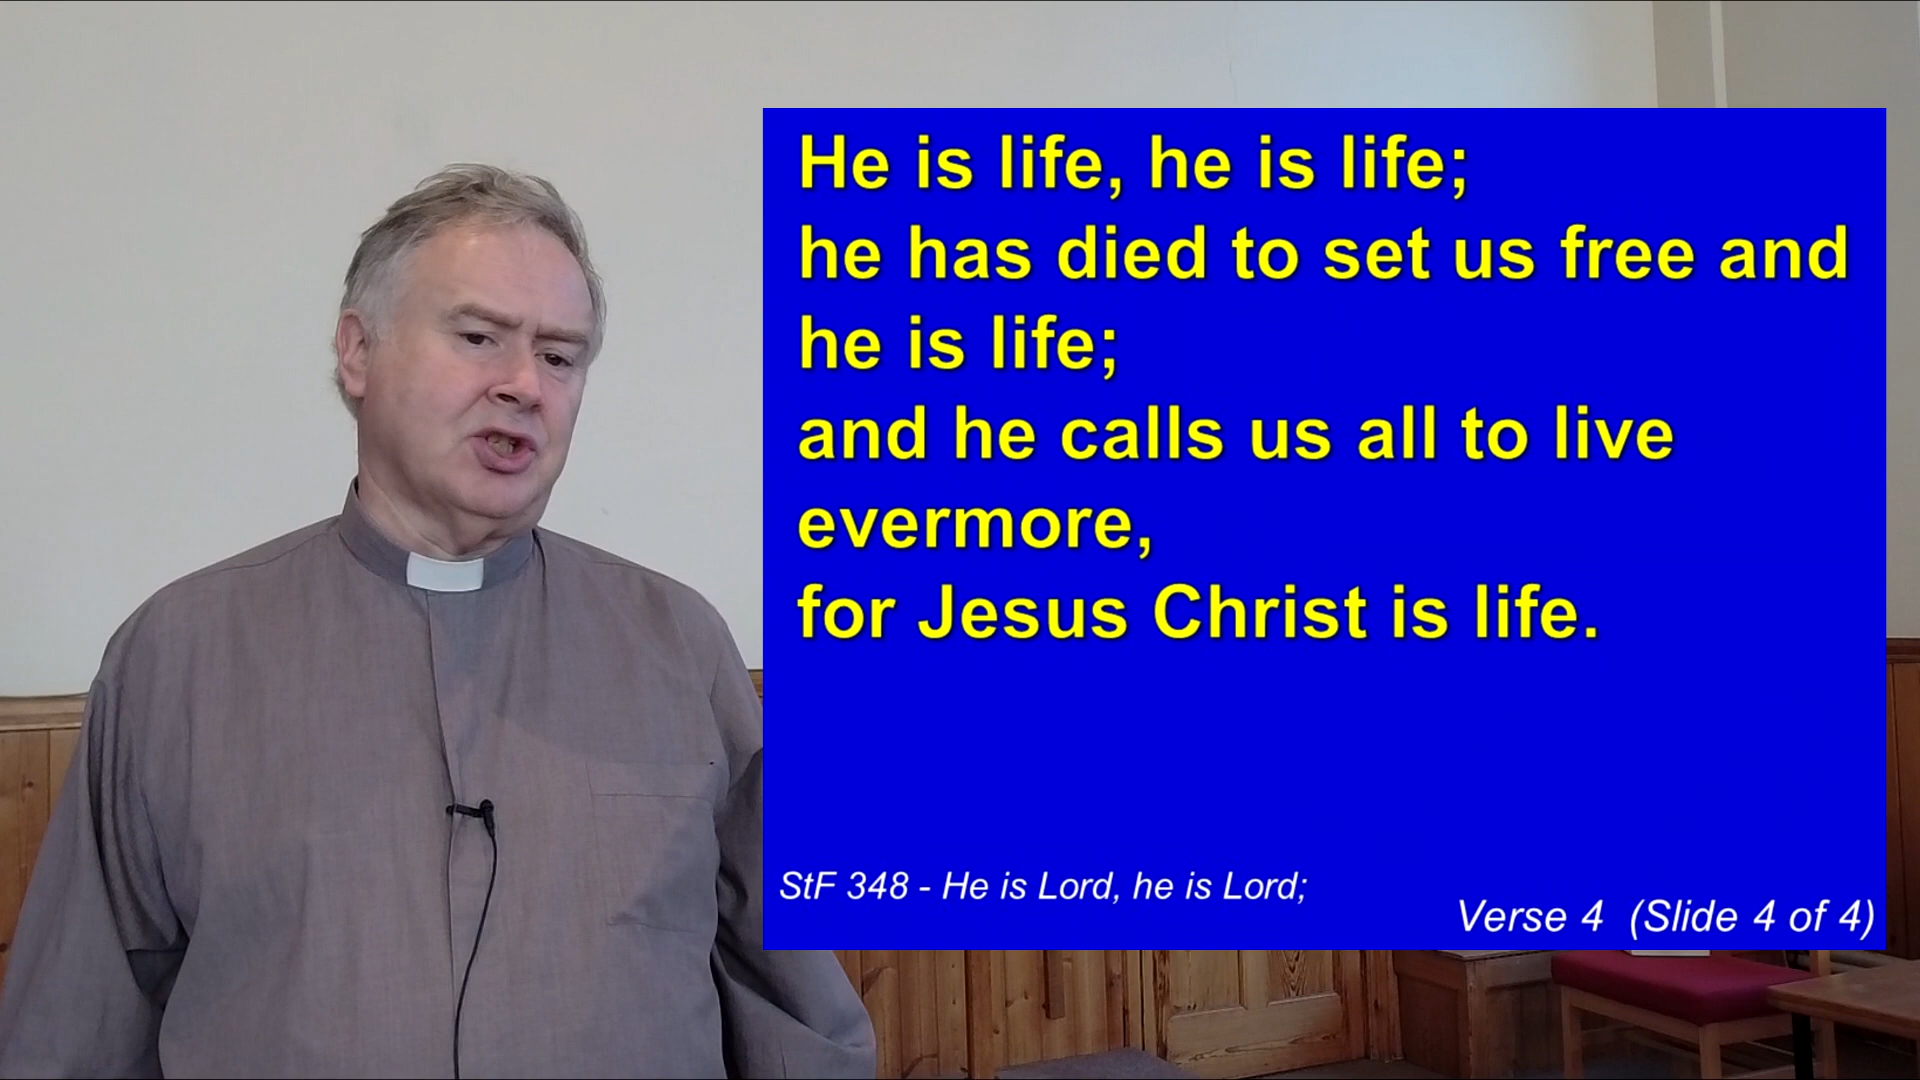 He is life, he is life;
he has died to set us free and
he is life;
and he calls us all to live
evermore,
for Jesus Christ is life.
StF 348 - He is Lord, he is Lord;
Verse 4  (Slide 4 of 4)